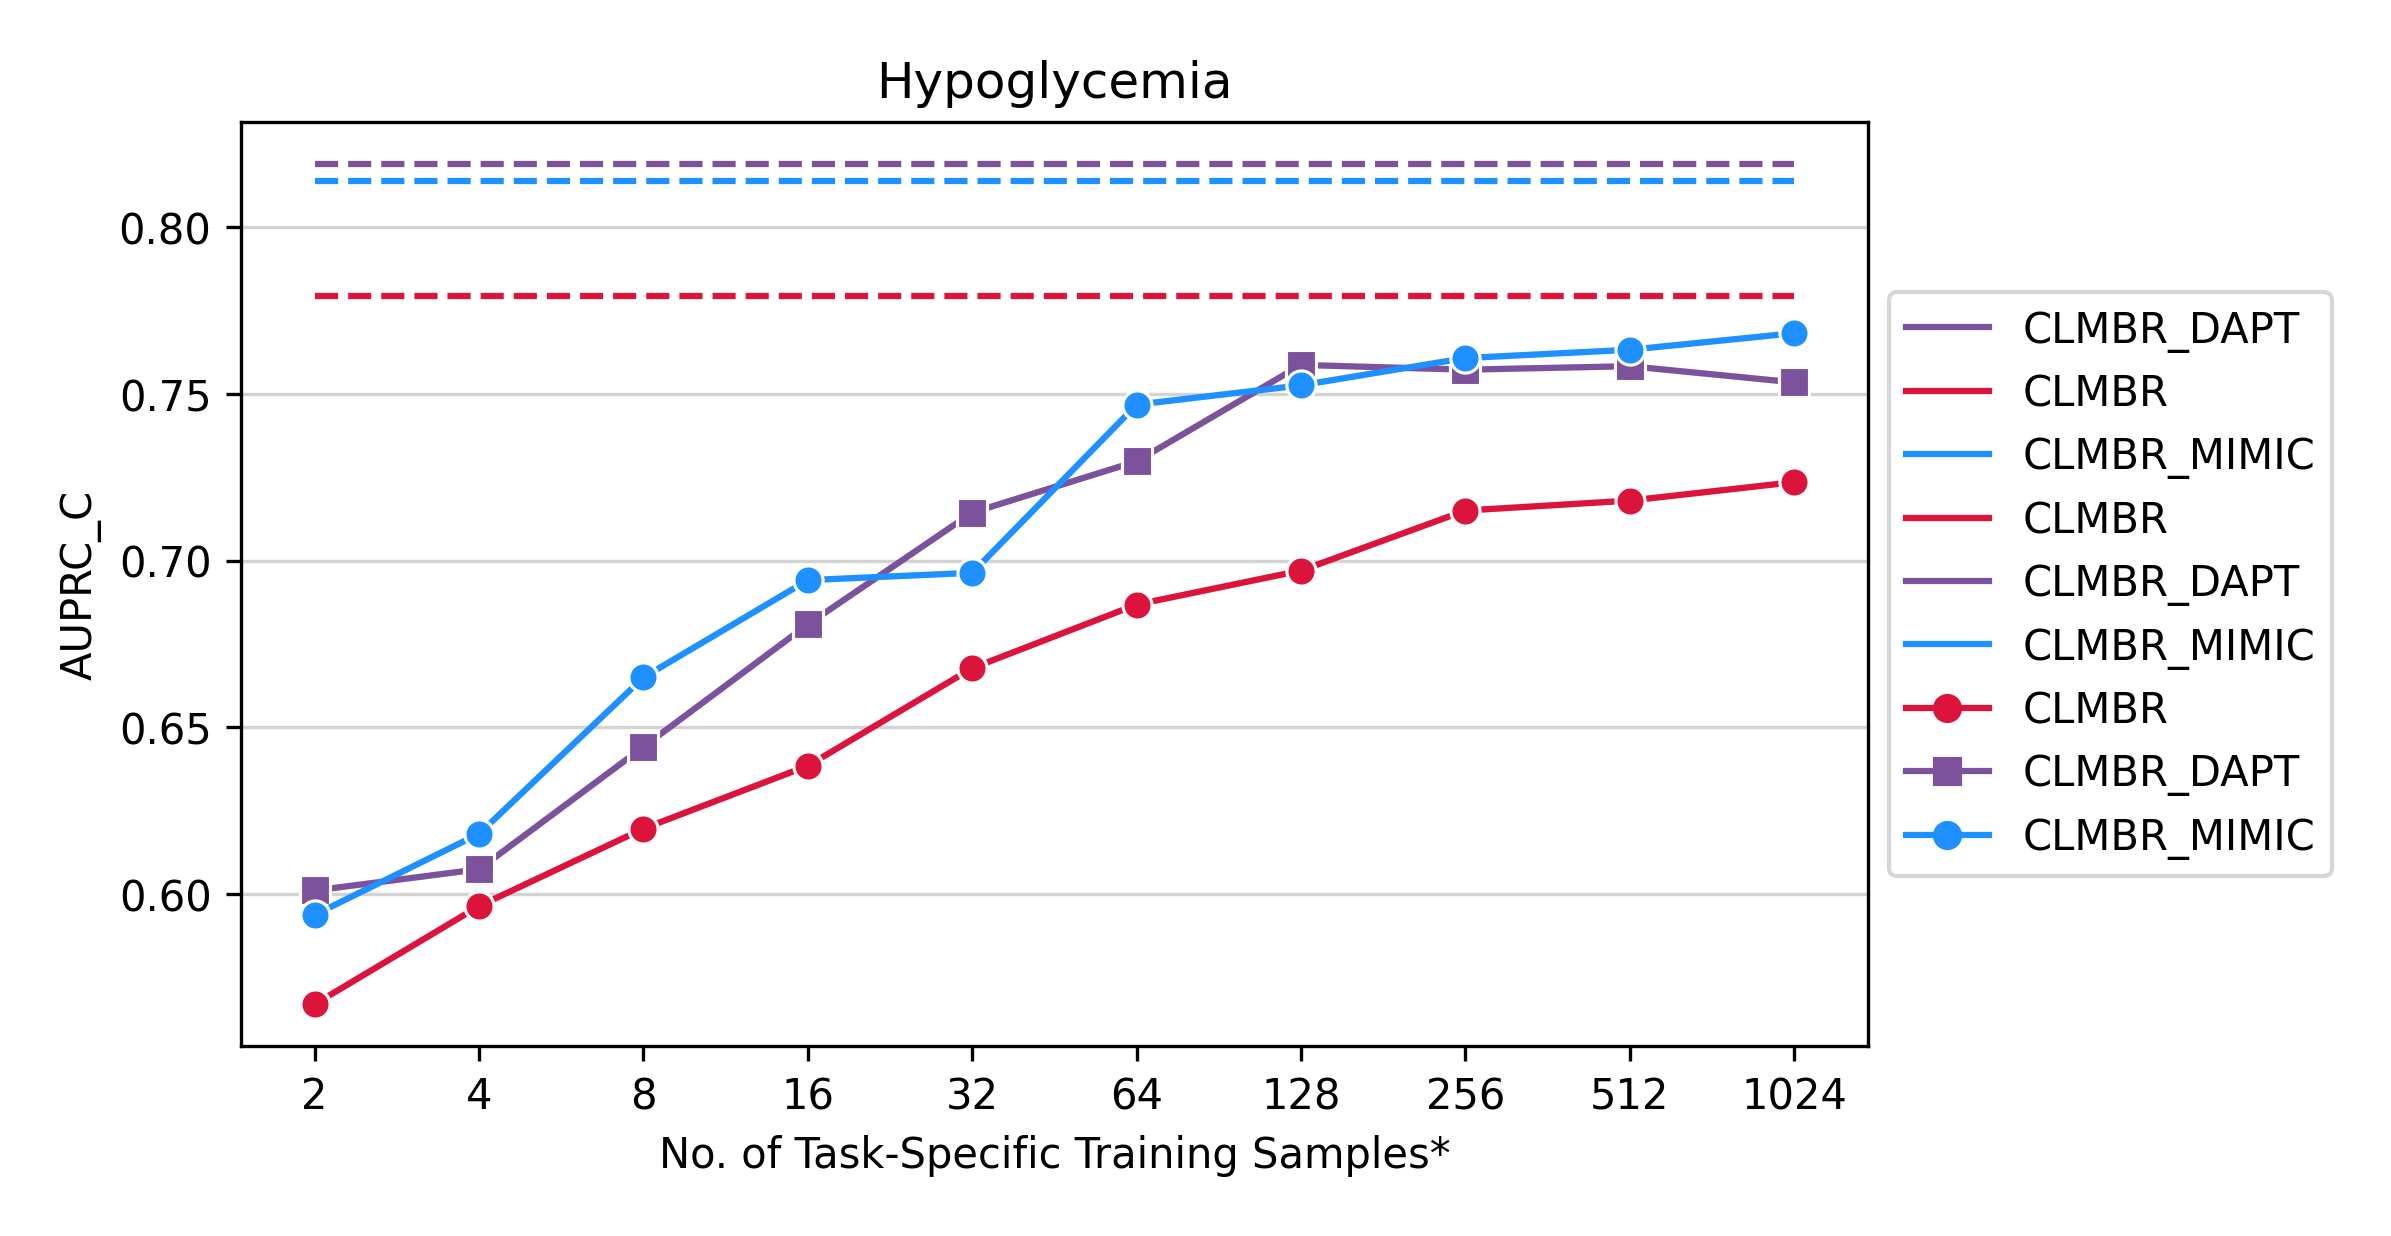 Hypoglycemia
AUPRC_C
0.80
0.75
0.70
0.65
0.60
2 4 8 16 32 64 128 256 512 1024
No. of Task-Specific Training Samples*
CLMBR_DAPT
CLMBR
CLMBR_MIMIC
CLMBR
CLMBR_DAPT
CLMBR_MIMIC
CLMBR
CLMBR_DAPT
CLMBR_MIMIC